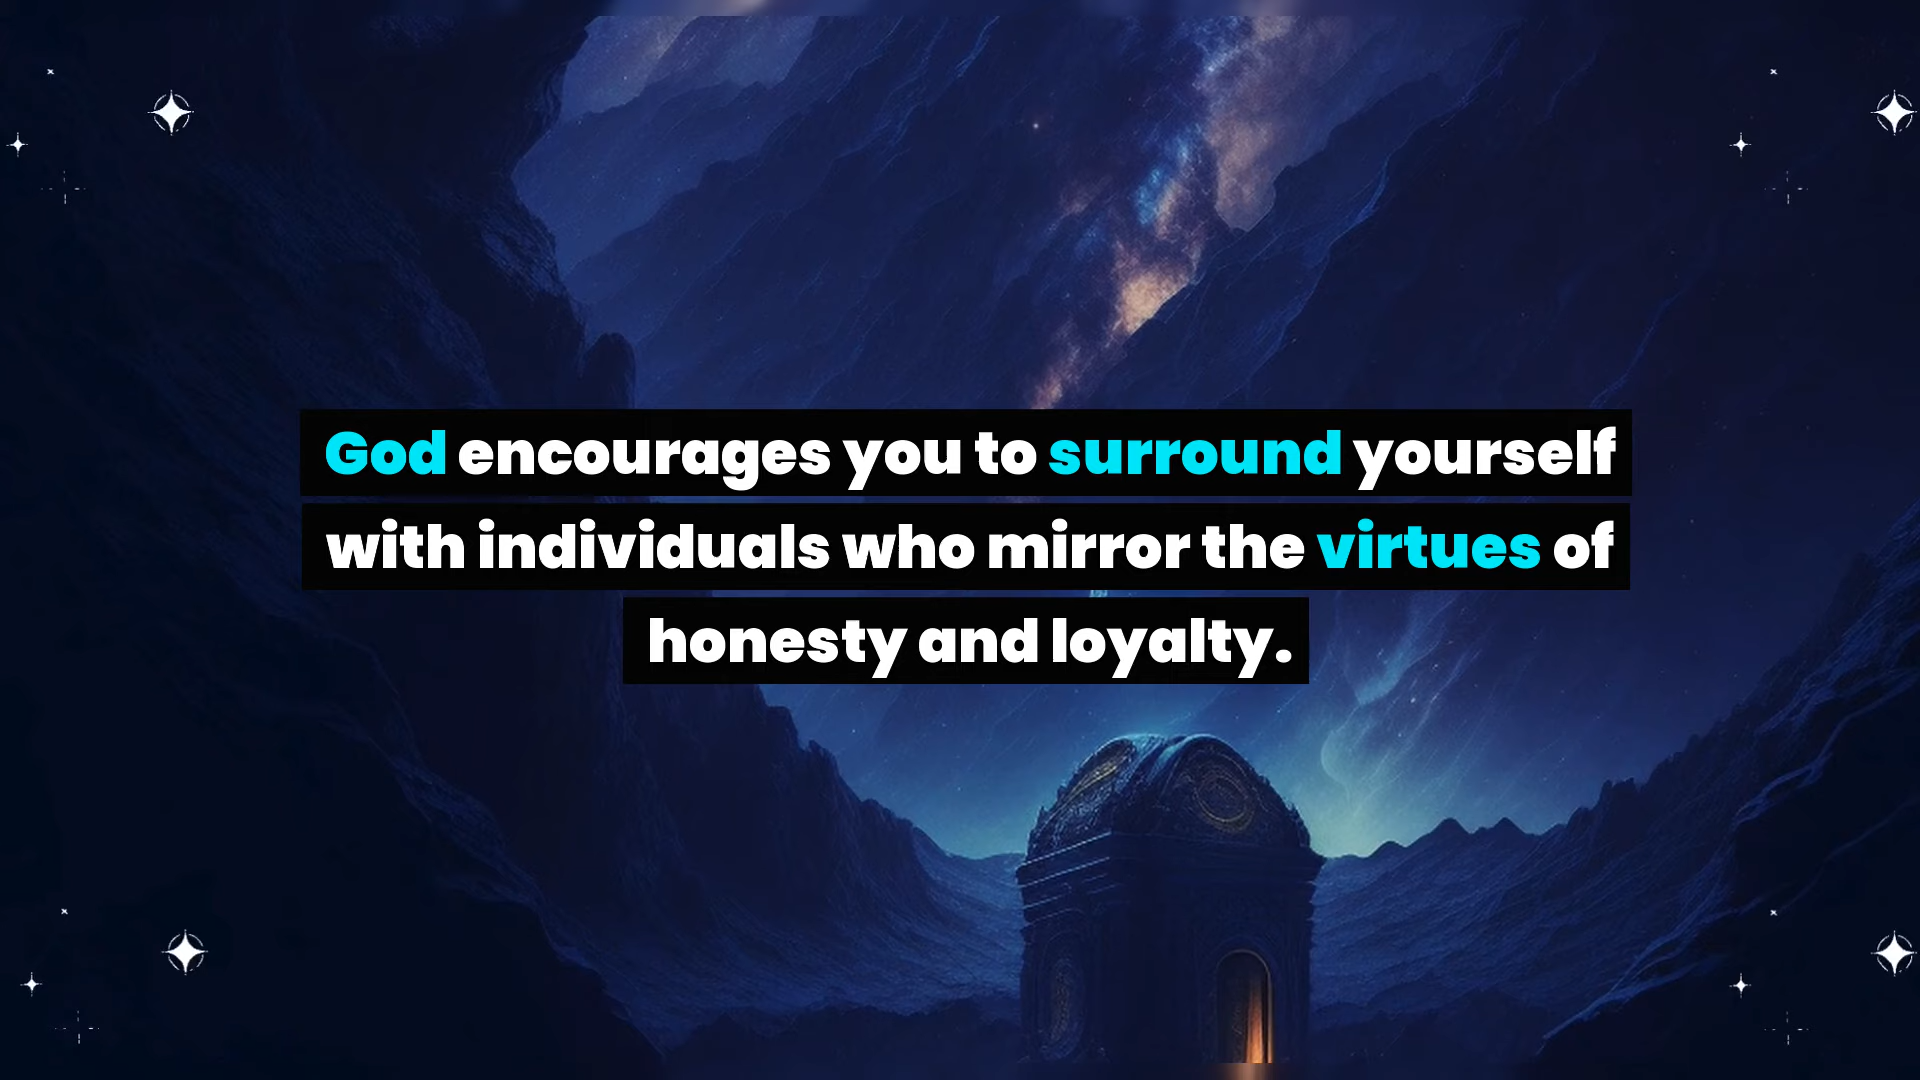 God encourages you to surround yourself
with individuals who mirror the virtues of
honesty and loyalty.